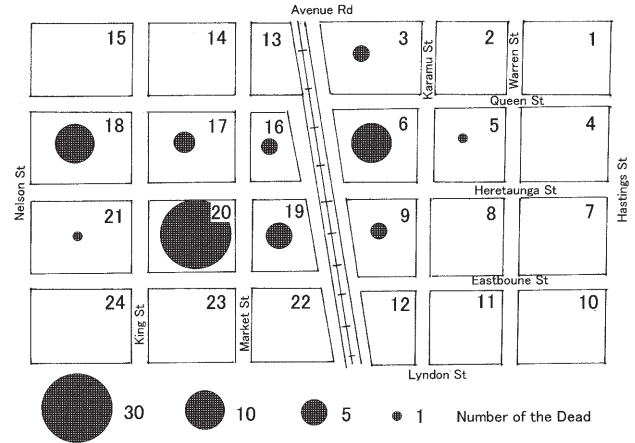 Avenue Rd
15 14 13 3 2 1
Karamu St
Warren St
Queen St
18 17 16 6 5 4
Nelson St
Heretaunga St
Hastings St
21 20 19 9 8 7
Eastboune St
24 23 22 12 11 10
King St
Market St
Lyndon St
30 10 5 1 Number of the Dead